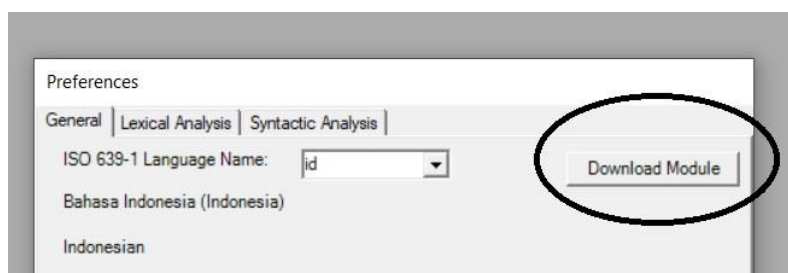 Preferences
General Lexical Analysis Syntactic Analysis
ISO 639-1 Language Name: id Download Module
Bahasa Indonesia (Indonesia)
Indonesian